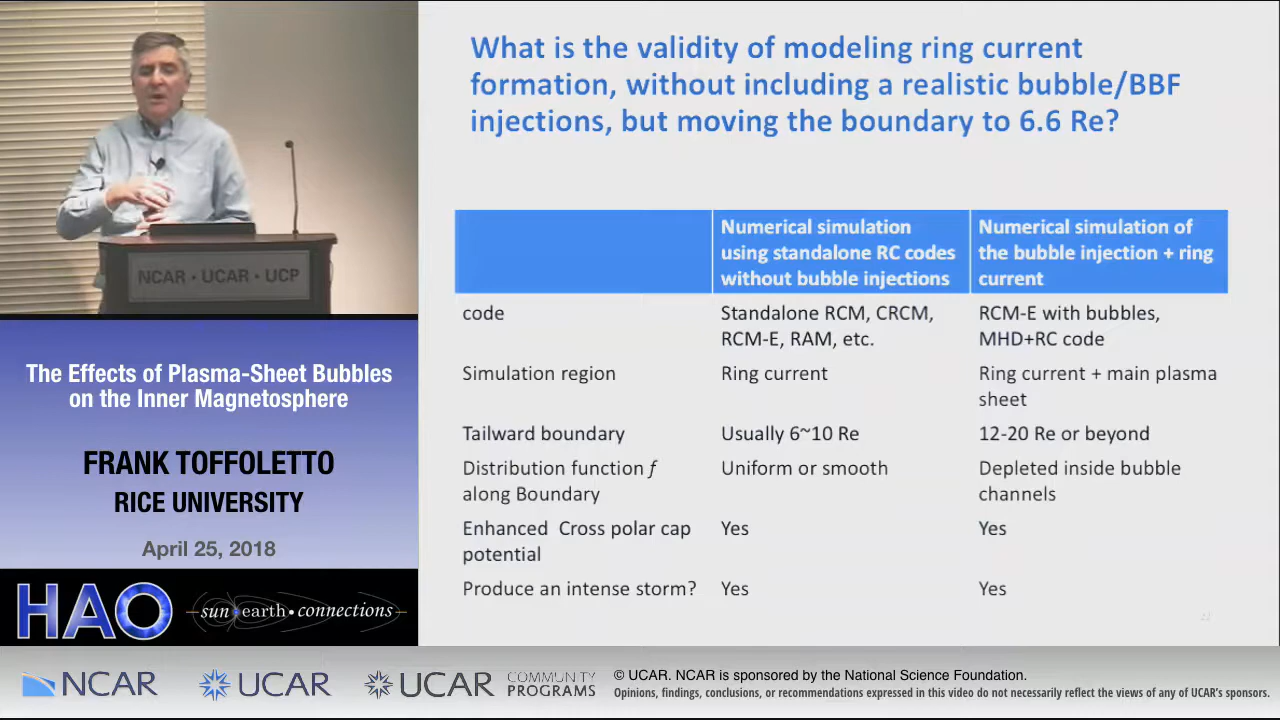 NCAR • UCAR • UCP
The Effects of Plasma-Sheet Bubbles
on the Inner Magnetosphere
FRANK TOFFOLETTO
RICE UNIVERSITY
April 25, 2018
HAO
sun earth • connections
What is the validity of modeling ring current
formation, without including a realistic bubble/BBF
injections, but moving the boundary to 6.6 Re?
Numerical simulation
using standalone RC codes
without bubble injections
Numerical simulation of
the bubble injection + ring
current
code
Standalone RCM, CRCM,
RCM-E, RAM, etc.
RCM-E with bubbles,
MHD+RC code
Simulation region
Ring current
Ring current + main plasma
sheet
Tailward boundary
Usually 6~10 Re
12-20 Re or beyond
Distribution function f
along Boundary
Uniform or smooth
Depleted inside bubble
channels
Enhanced Cross polar cap
potential
Yes
Yes
Produce an intense storm?
Yes
Yes
NCAR
UCAR
UCAR
COMMUNITY
PROGRAMS
© UCAR. NCAR is sponsored by the National Science Foundation.
Opinions, findings, conclusions, or recommendations expressed in this video do not necessarily reflect the views of any of UCAR's sponsors.